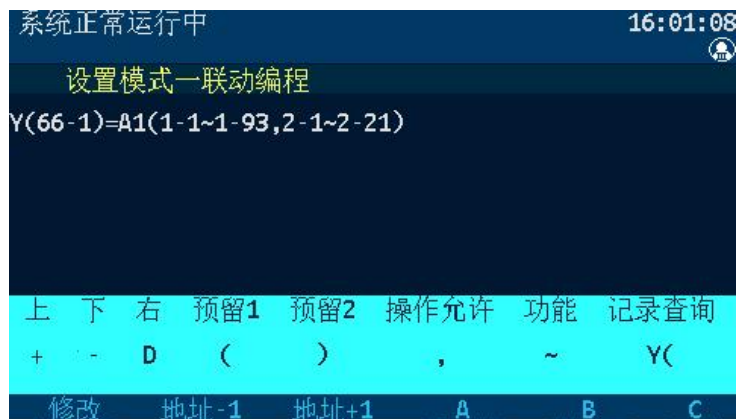 系统正常运行中 16:01:08
设置模式—联动编程
Y(66-1)=A1(1-1~1-93,2-1~2-21)
上 下 右 预留1 预留2 操作允许 功能 记录查询
+ - D ( ) , ~ Y(
修改 地址-1 地址+1 A B C